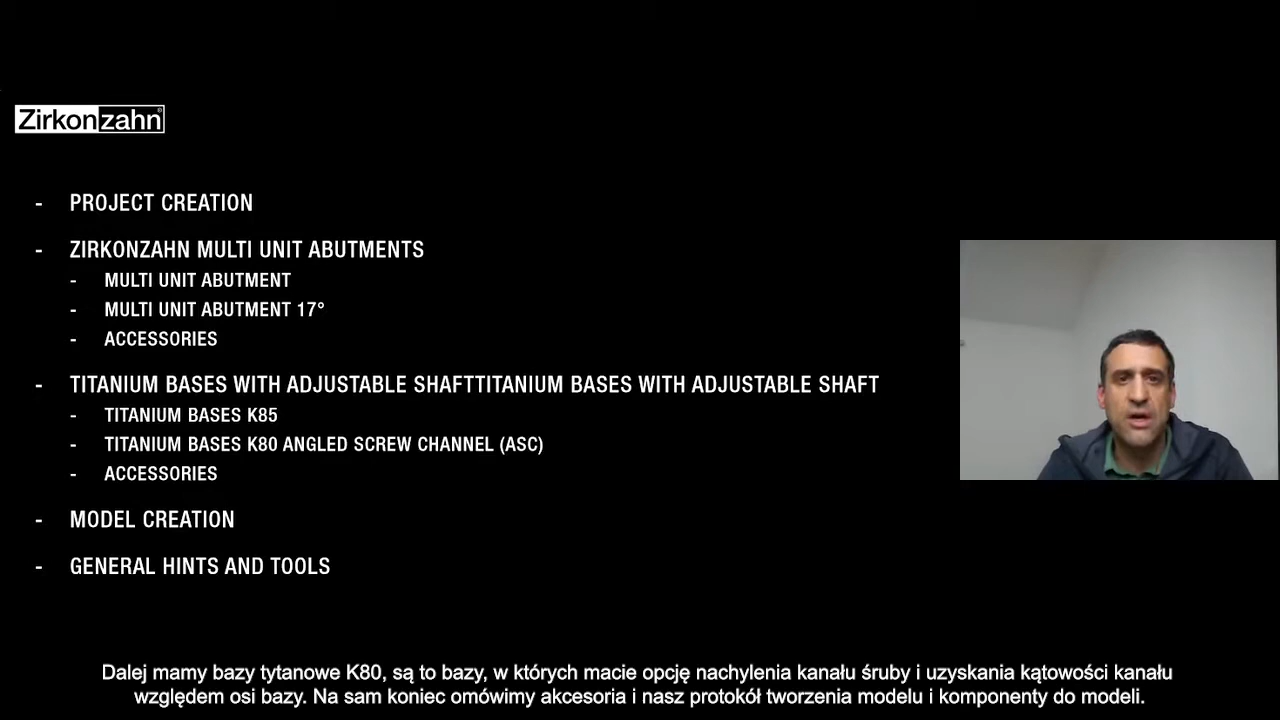 Zirkonzahn®
- PROJECT CREATION
- ZIRKONZAHN MULTI UNIT ABUTMENTS
- MULTI UNIT ABUTMENT
- MULTI UNIT ABUTMENT 17°
- ACCESSORIES
- TITANIUM BASES WITH ADJUSTABLE SHAFTTITANIUM BASES WITH ADJUSTABLE SHAFT
- TITANIUM BASES K85
- TITANIUM BASES K80 ANGLED SCREW CHANNEL (ASC)
- ACCESSORIES
- MODEL CREATION
- GENERAL HINTS AND TOOLS
Dalej mamy bazy tytanowe K80, są to bazy, w których macie opcję nachylenia kanału śruby i uzyskania kątowości kanału
względem osi bazy. Na sam koniec omówimy akcesoria i nasz protokół tworzenia modelu i komponenty do modeli.